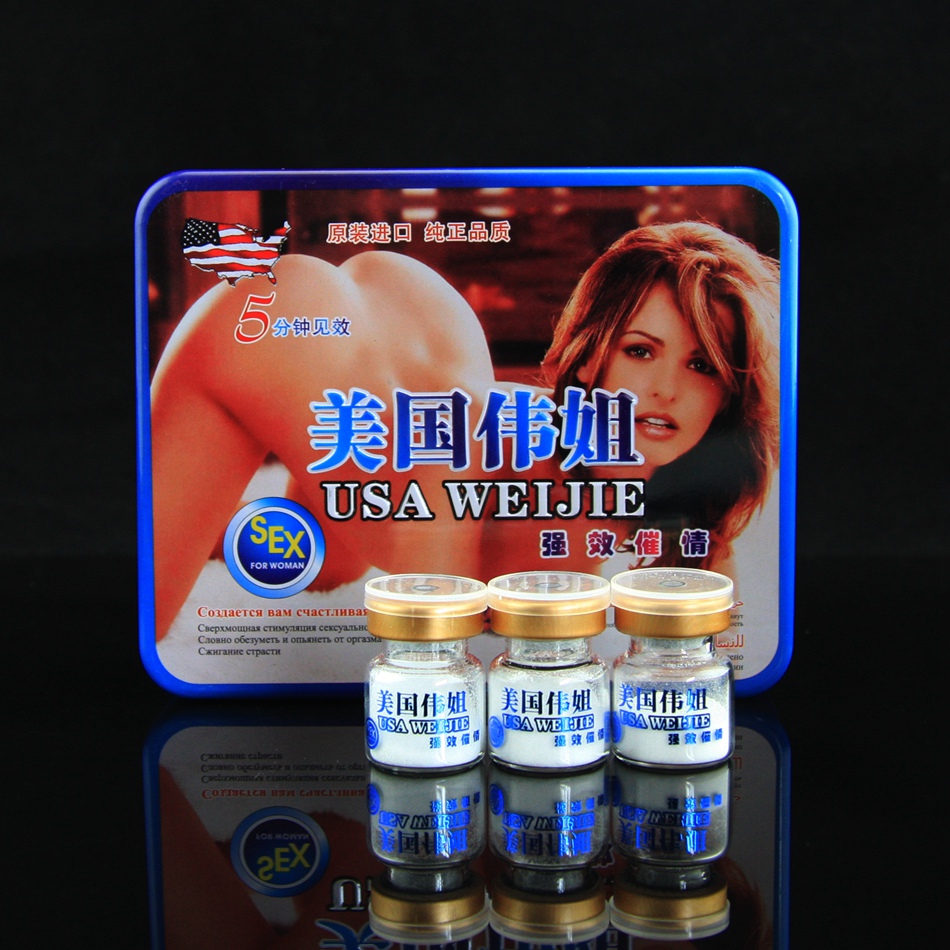 原装进口 纯正品质
5分钟见效
美国伟姐
USA WEIJIE
强效催情
SEX
FOR WOMAN
Создается вам счастливая
Сверхмощная стимуляция
Словно обезуметь и опьянеть от оргазма
Сжигание страсти
美国伟姐
USA WEIJIE
强效催情
美国伟姐
USA WEIJIE
强效催情
美国伟姐
USA WEIJIE
强效催情